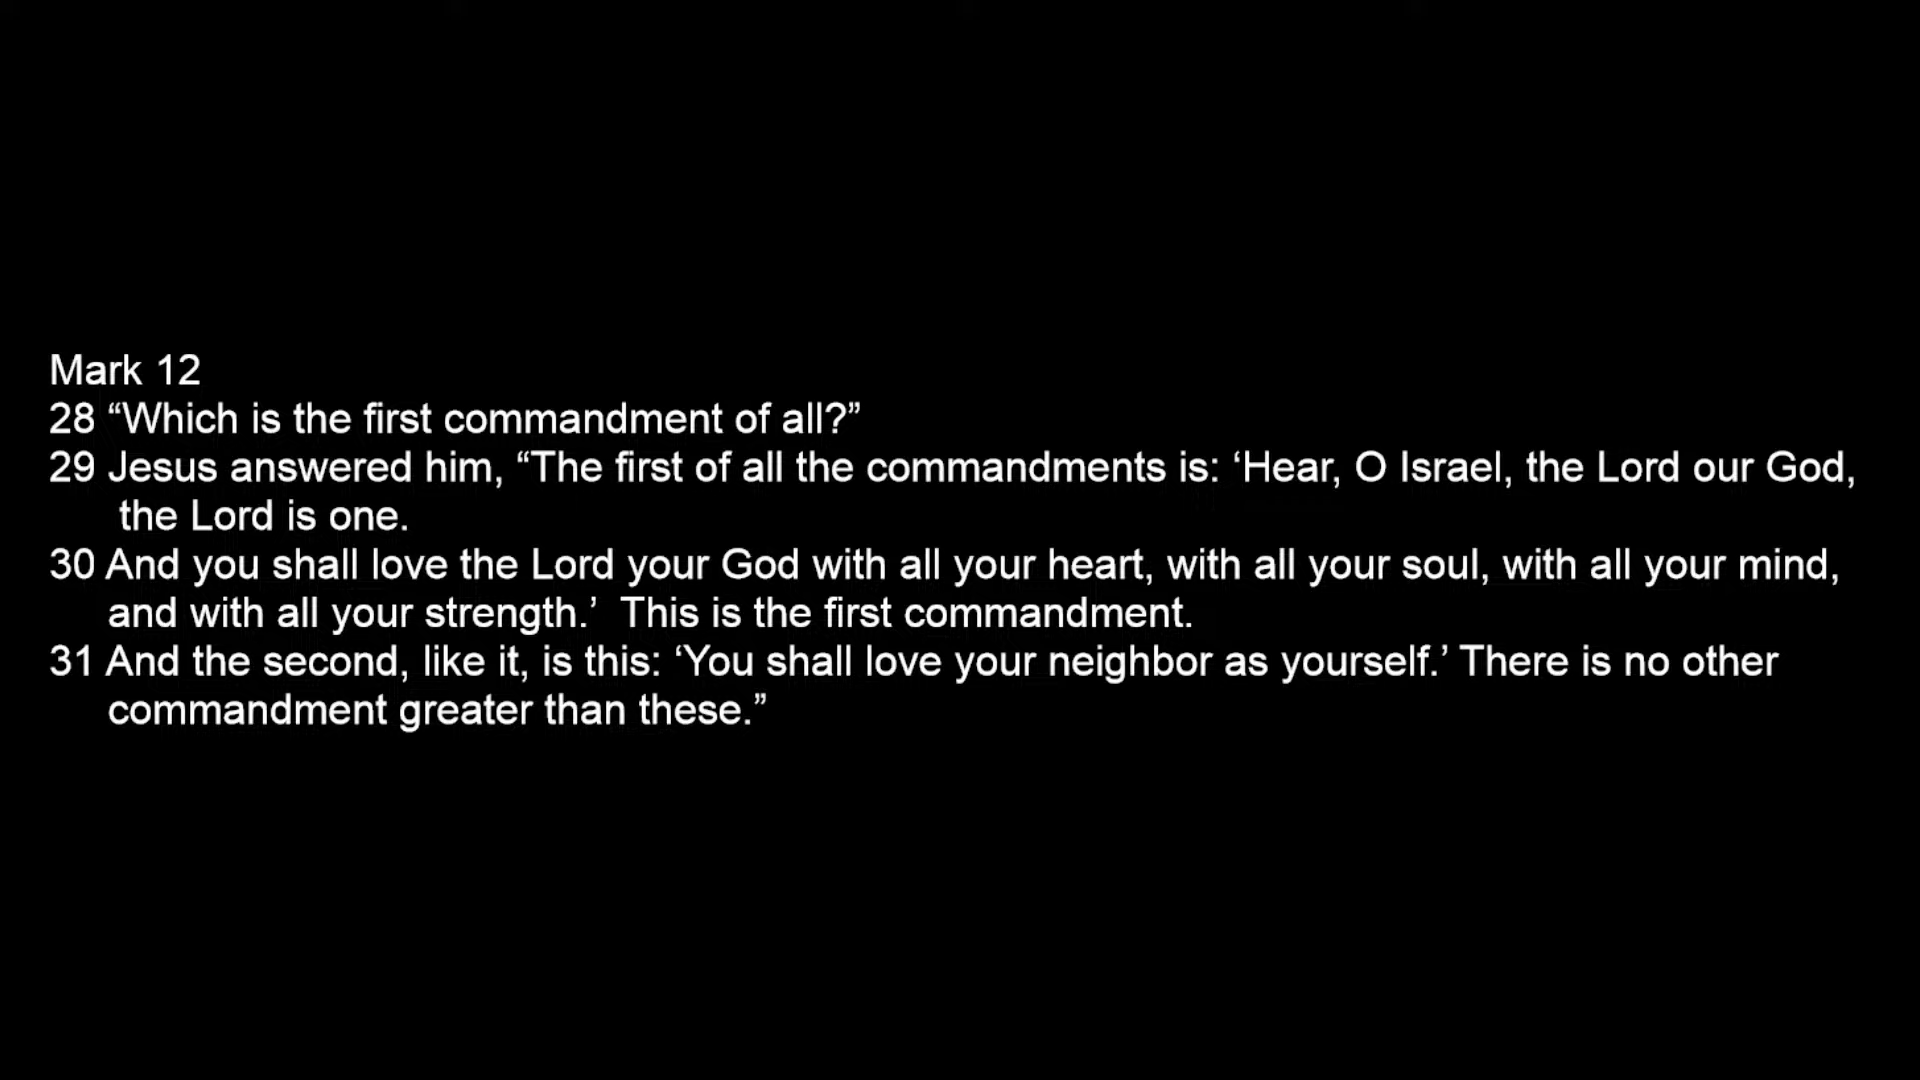 Mark 12
28 “Which is the first commandment of all?”
29 Jesus answered him, “The first of all the commandments is: ‘Hear, O Israel, the Lord our God,
the Lord is one.
30 And you shall love the Lord your God with all your heart, with all your soul, with all your mind,
and with all your strength.’  This is the first commandment.
31 And the second, like it, is this: ‘You shall love your neighbor as yourself.’ There is no other
commandment greater than these.”